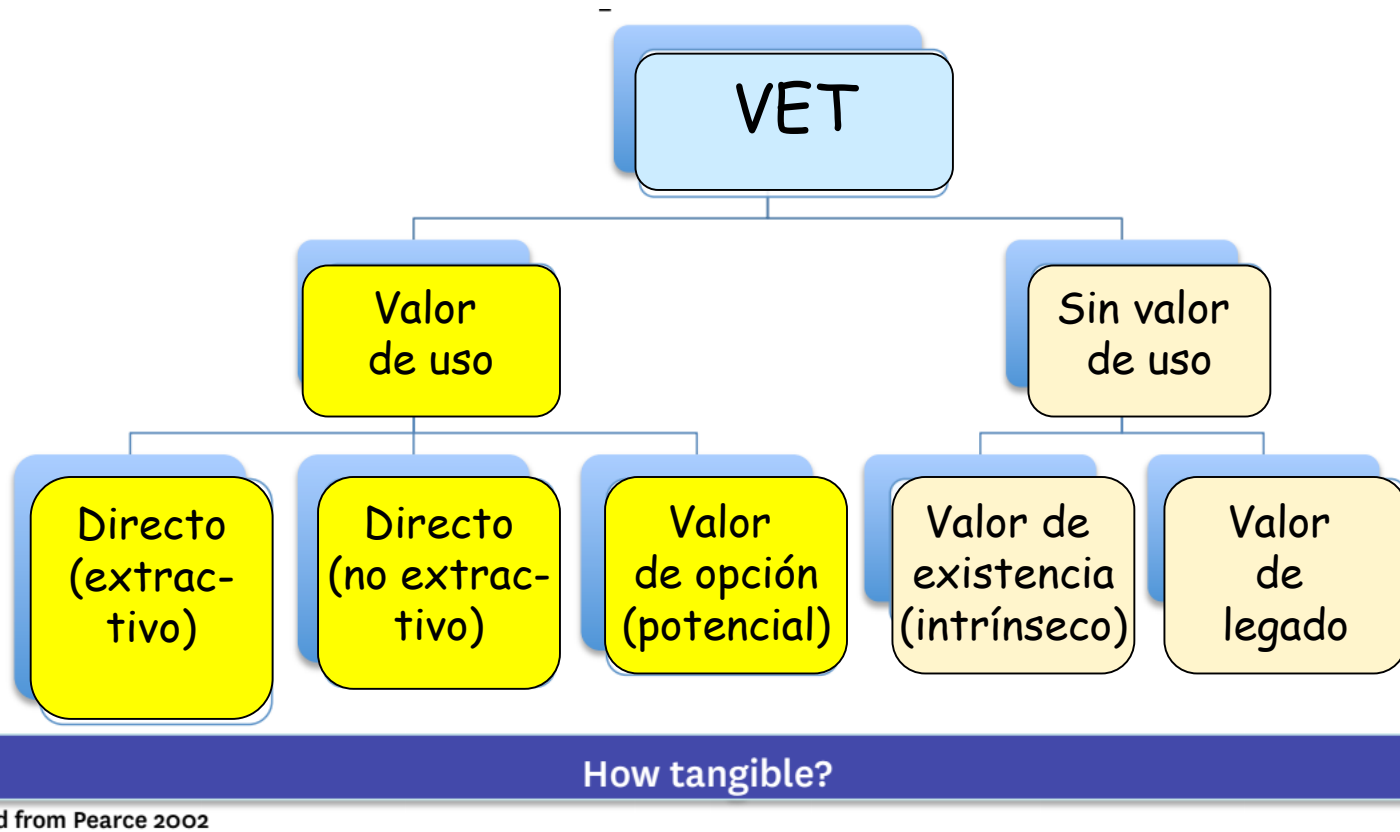 VET
Valor
de uso
Sin valor
de uso
Directo
(extrac-
tivo)
Directo
(no extrac-
tivo)
Valor
de opción
(potencial)
Valor de
existencia
(intrínseco)
Valor
de
legado
How tangible?
d from Pearce 2002